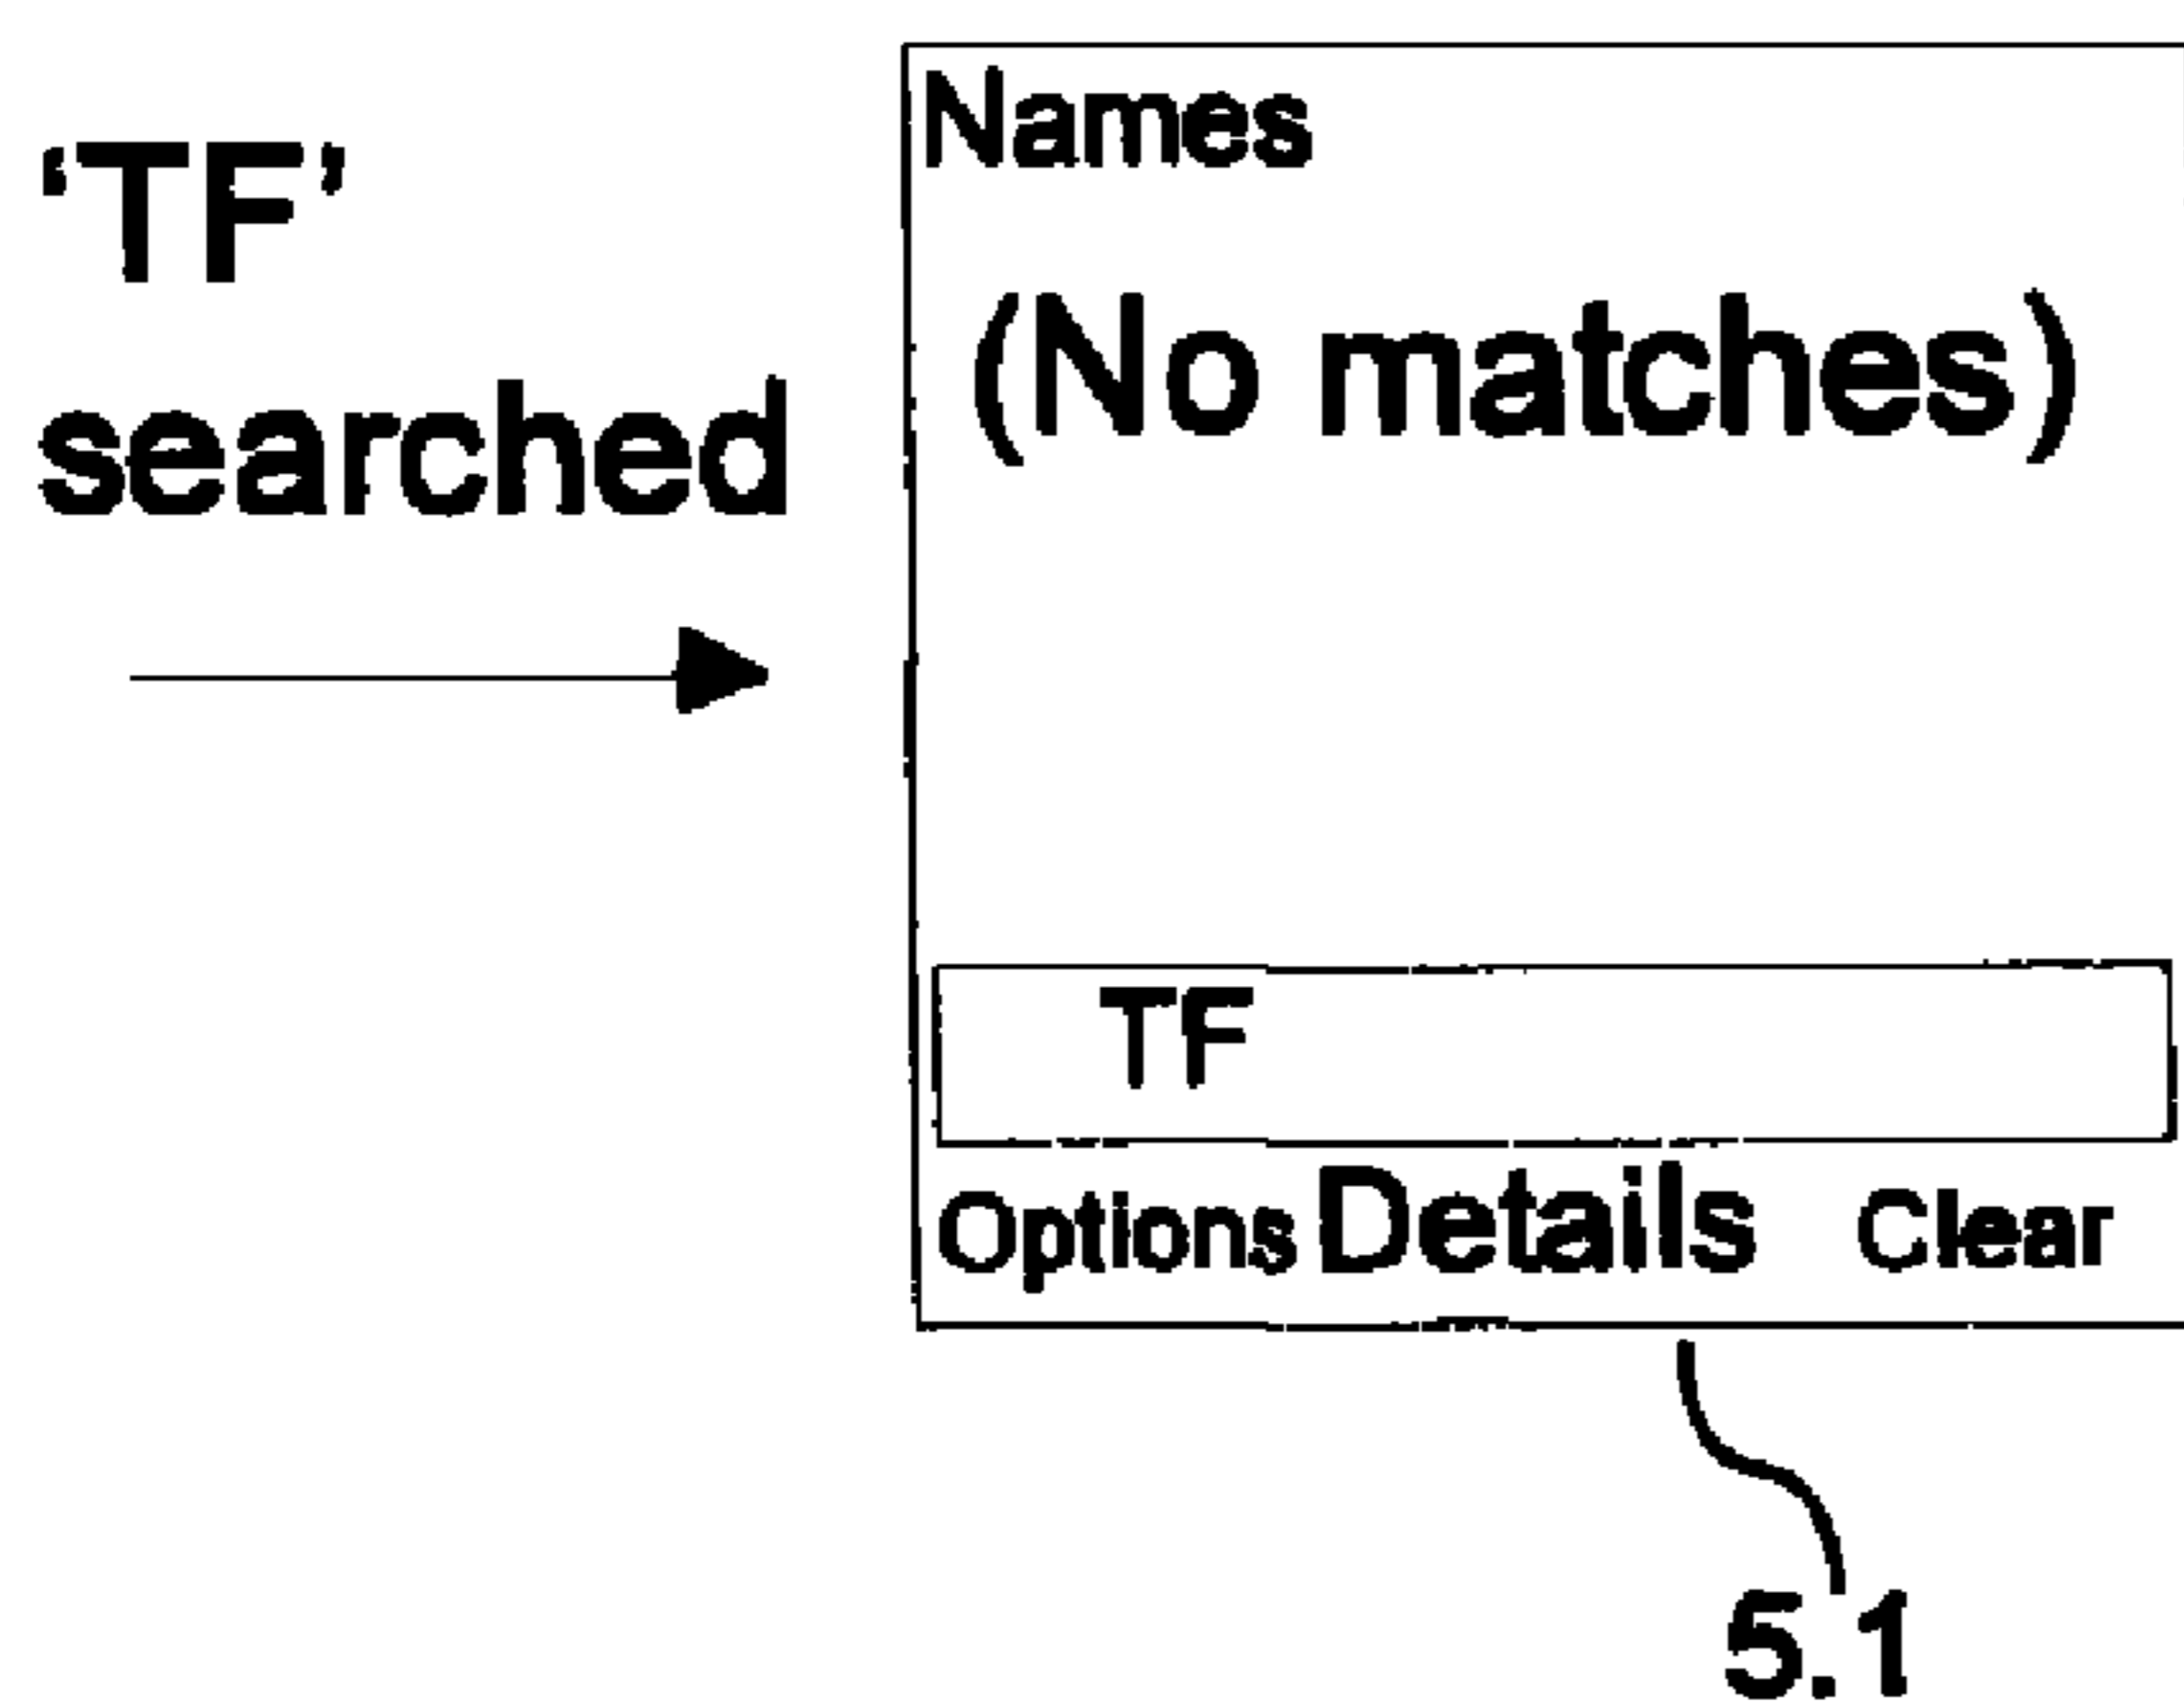 ‘TF’
searched
Names
(No matches)
TF
Options Details Clear
5.1